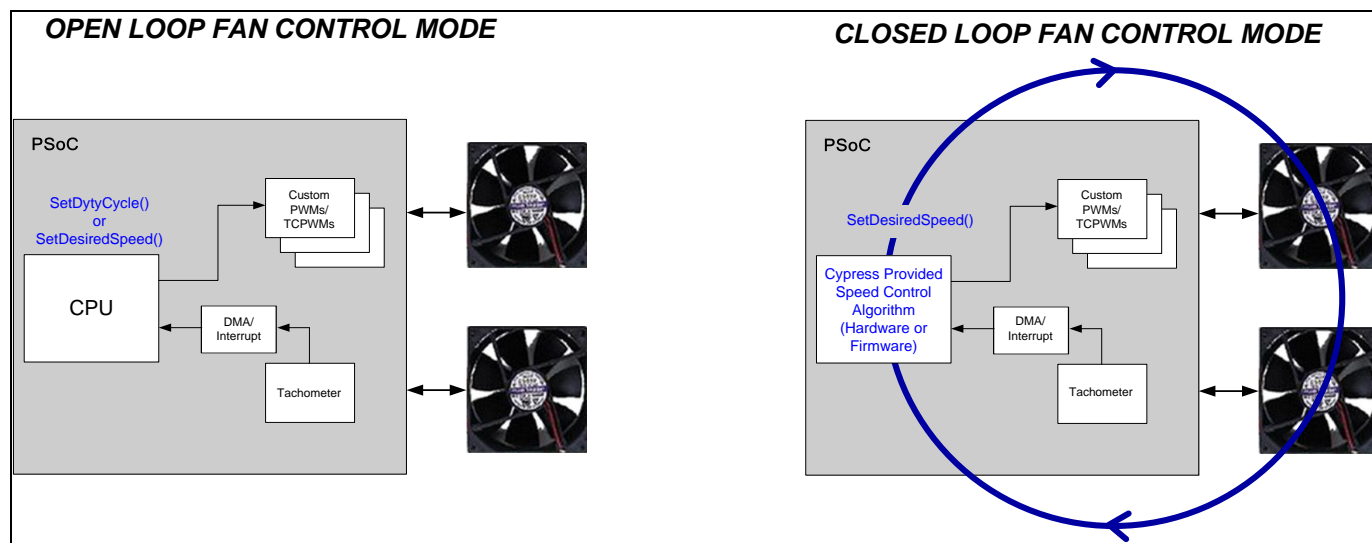 OPEN LOOP FAN CONTROL MODE
PSoC
SetDytyCycle()
or
SetDesiredSpeed()
CPU
Custom
PWMs/
TCPWMs
DMA/
Interrupt
Tachometer
CLOSED LOOP FAN CONTROL MODE
PSoC
SetDesiredSpeed()
Cypress Provided
Speed Control
Algorithm
(Hardware or
Firmware)
Custom
PWMs/
TCPWMs
DMA/
Interrupt
Tachometer